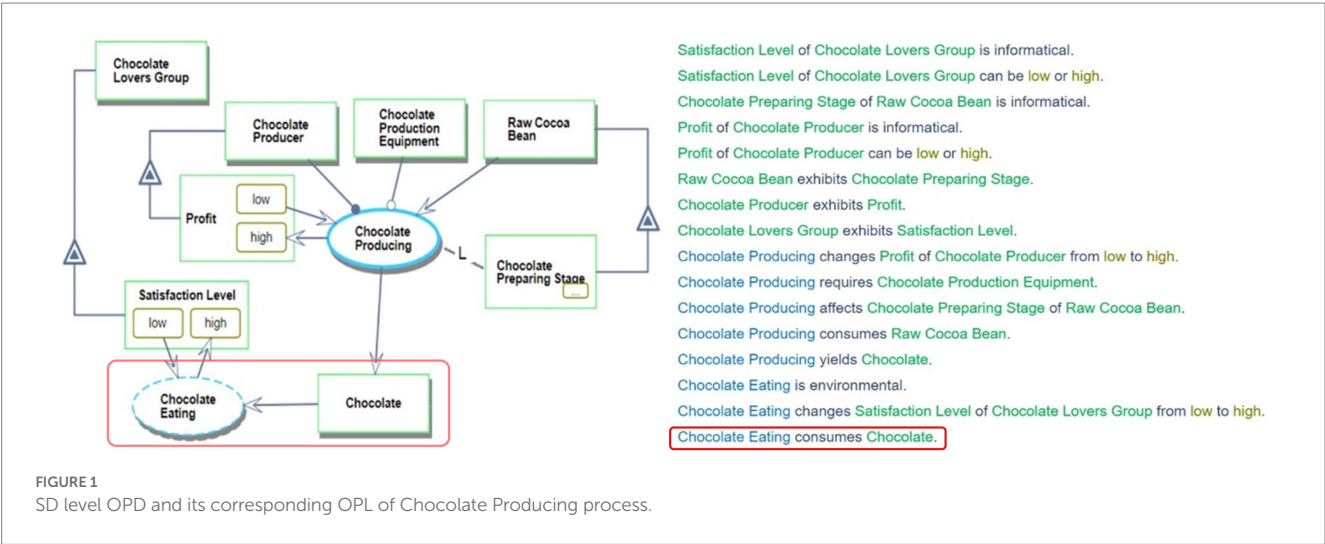 Chocolate
Lovers Group
Chocolate
Producer
Chocolate
Production
Equipment
Raw Cocoa
Bean
Profit
low
high
Chocolate
Producing
L
Chocolate
Preparing Stage
...
Satisfaction Level
low
high
Chocolate
Eating
Chocolate
Satisfaction Level of Chocolate Lovers Group is informatical.
Satisfaction Level of Chocolate Lovers Group can be low or high.
Chocolate Preparing Stage of Raw Cocoa Bean is informatical.
Profit of Chocolate Producer is informatical.
Profit of Chocolate Producer can be low or high.
Raw Cocoa Bean exhibits Chocolate Preparing Stage.
Chocolate Producer exhibits Profit.
Chocolate Lovers Group exhibits Satisfaction Level.
Chocolate Producing changes Profit of Chocolate Producer from low to high.
Chocolate Producing requires Chocolate Production Equipment.
Chocolate Producing affects Chocolate Preparing Stage of Raw Cocoa Bean.
Chocolate Producing consumes Raw Cocoa Bean.
Chocolate Producing yields Chocolate.
Chocolate Eating is environmental.
Chocolate Eating changes Satisfaction Level of Chocolate Lovers Group from low to high.
Chocolate Eating consumes Chocolate.
FIGURE 1
SD level OPD and its corresponding OPL of Chocolate Producing process.